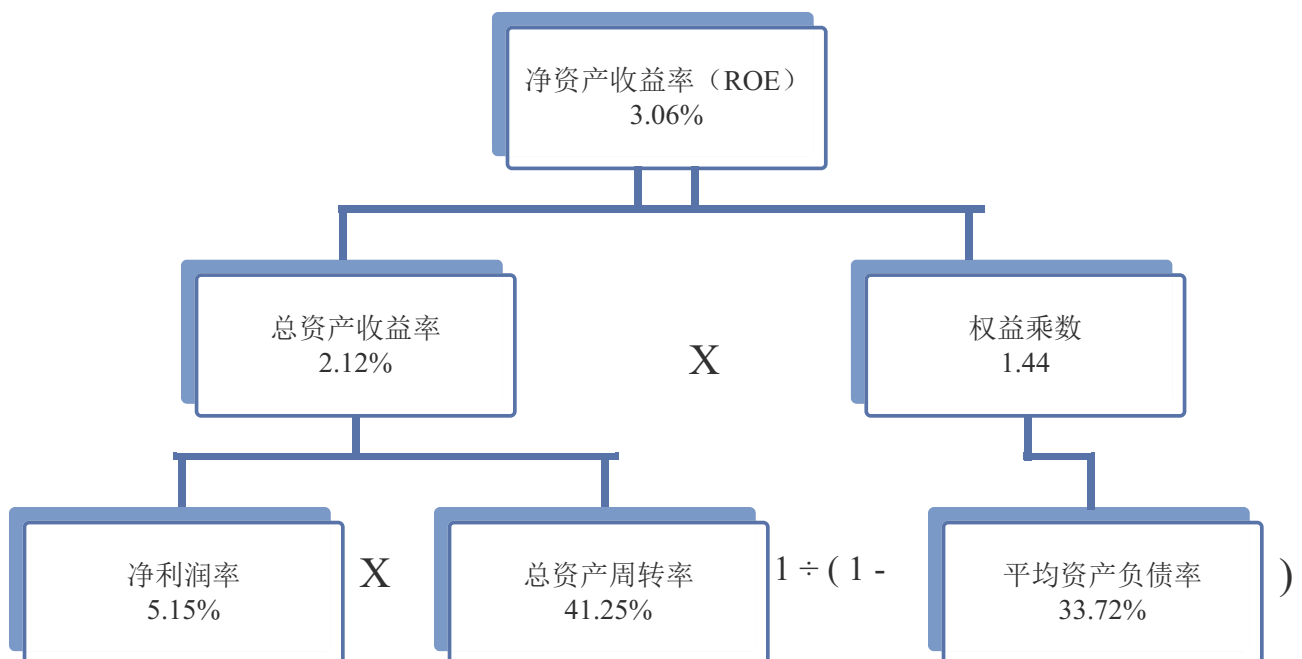 净资产收益率（ROE）
3.06%
总资产收益率
2.12%
X
权益乘数
1.44
净利润率
5.15%
X
总资产周转率
41.25%
1 ÷ ( 1 -
平均资产负债率
33.72%
)